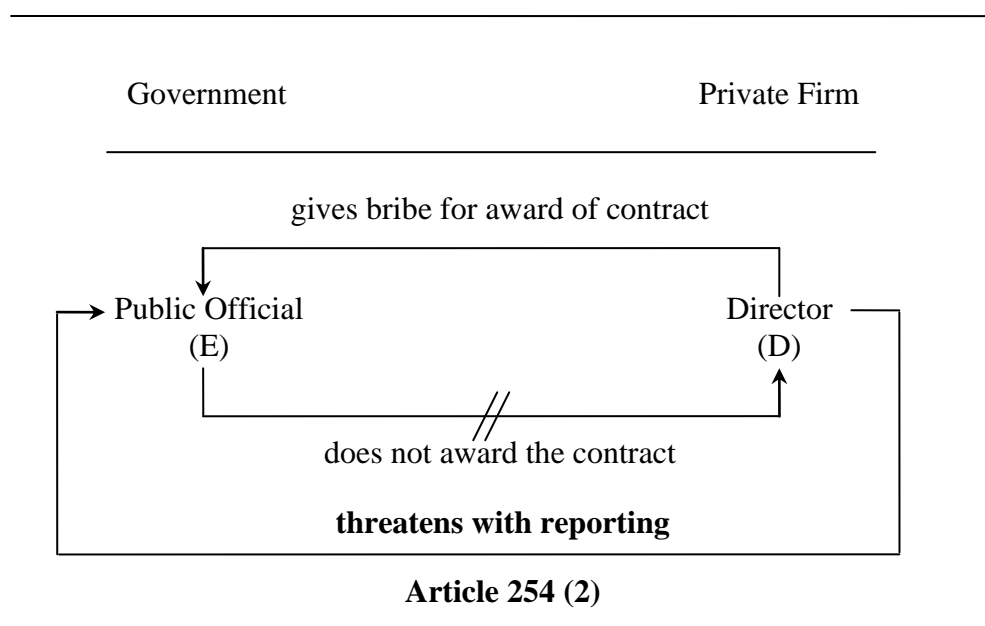 Government Private Firm
gives bribe for award of contract
Public Official Director
(E) (D)
does not award the contract
threatens with reporting
Article 254 (2)